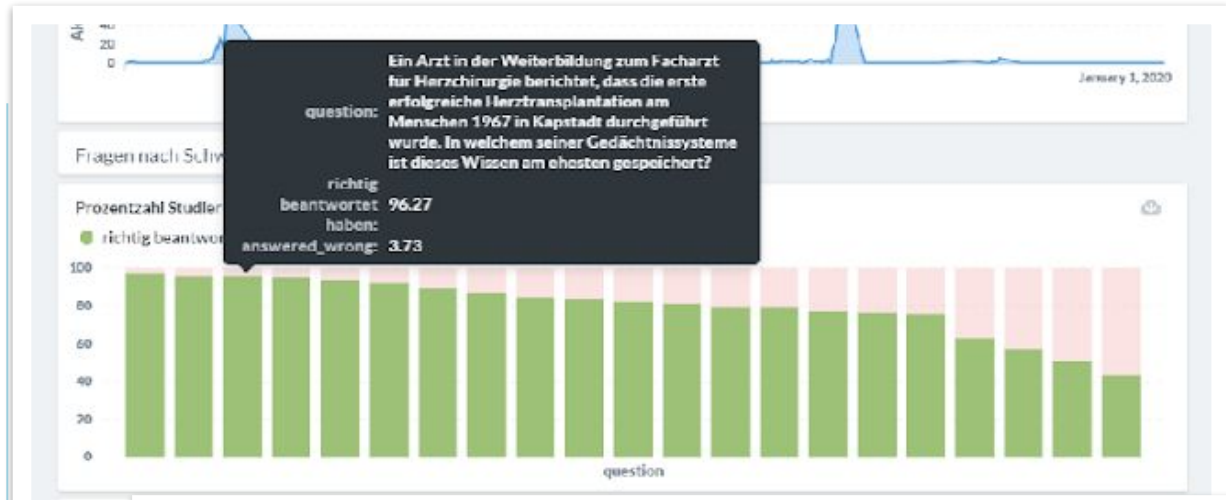 40
20
0
January 1, 2020
question:
Ein Arzt in der Weiterbildung zum Facharzt
für Herzchirurgie berichtet, dass die erste
erfolgreiche Herztransplantation am
Menschen 1967 in Kapstadt durchgeführt
wurde. In welchem seiner Gedächtnissysteme
ist dieses Wissen am ehesten gespeichert?
richtig
beantwortet
haben:
96.27
answered_wrong: 3.73
Fragen nach Schw
Prozentzahl Studier
richtig beantwor
100
80
60
40
20
0
question